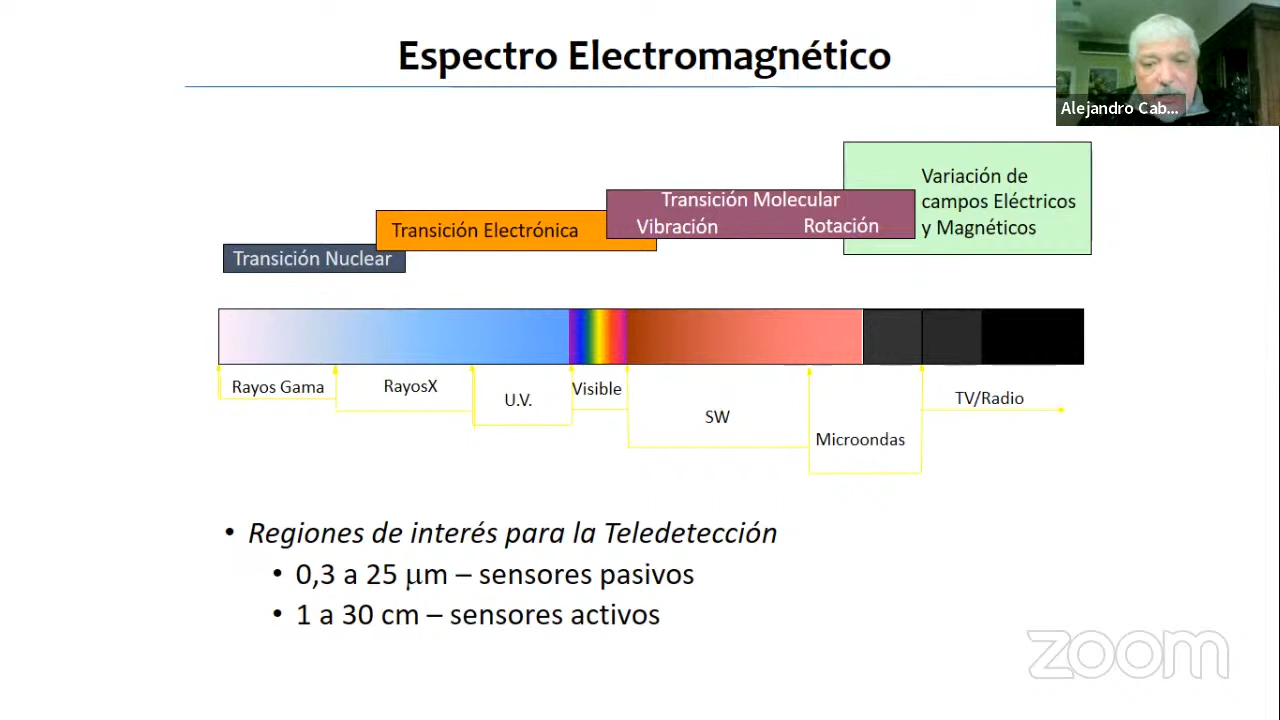 Espectro Electromagnético
Alejandro Cab...
Variación de
campos Eléctricos
y Magnéticos
Transición Molecular
Vibración Rotación
Transición Electrónica
Transición Nuclear
Rayos Gama
RayosX
U.V.
Visible
SW
Microondas
TV/Radio
• Regiones de interés para la Teledetección
• 0,3 a 25 μm – sensores pasivos
• 1 a 30 cm – sensores activos
zoom